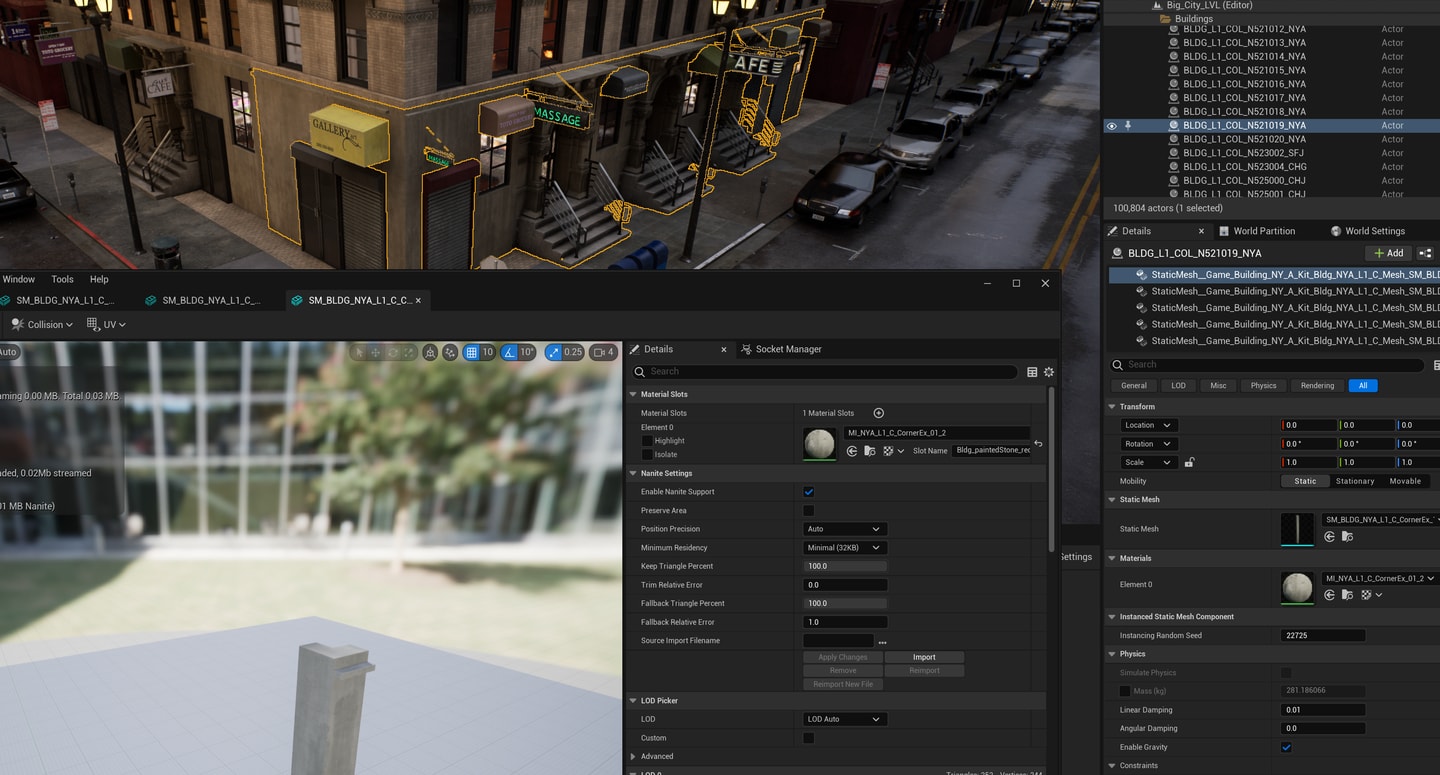 Big_City_LVL (Editor)
Buildings
BLDG_L1_COL_N521012_NYA Actor
BLDG_L1_COL_N521013_NYA Actor
BLDG_L1_COL_N521014_NYA Actor
BLDG_L1_COL_N521015_NYA Actor
BLDG_L1_COL_N521016_NYA Actor
BLDG_L1_COL_N521017_NYA Actor
BLDG_L1_COL_N521018_NYA Actor
BLDG_L1_COL_N521019_NYA Actor
BLDG_L1_COL_N521020_NYA Actor
BLDG_L1_COL_N523002_SFJ Actor
BLDG_L1_COL_N523004_CHG Actor
BLDG_L1_COL_N525000_CHJ Actor
BLDG_L1_COL_N525001_CHJ Actor
100,804 actors (1 selected)
TOTO GROCERY
CAFE
GALLERY
MASSAGE
MASSAGE
AFE
Details World Partition World Settings
BLDG_L1_COL_N521019_NYA Add
StaticMesh__Game_Building_NY_A_Kit_Bldg_NYA_L1_C_Mesh_SM_BLD
StaticMesh__Game_Building_NY_A_Kit_Bldg_NYA_L1_C_Mesh_SM_BLD
StaticMesh__Game_Building_NY_A_Kit_Bldg_NYA_L1_C_Mesh_SM_BLD
StaticMesh__Game_Building_NY_A_Kit_Bldg_NYA_L1_C_Mesh_SM_BLD
StaticMesh__Game_Building_NY_A_Kit_Bldg_NYA_L1_C_Mesh_SM_BLD
Search
General LOD Misc Physics Rendering All
Transform
Location 0.0 0.0 0.0
Rotation 0.0° 0.0° 0.0°
Scale 1.0 1.0 1.0
Mobility Static Stationary Movable
Static Mesh
Static Mesh SM_BLDG_NYA_L1_C_CornerEx_
Materials
Element 0 MI_NYA_L1_C_CornerEx_01_2
Instanced Static Mesh Component
Instancing Random Seed 22725
Physics
Simulate Physics
Mass (kg) 281.186066
Linear Damping 0.01
Angular Damping 0.0
Enable Gravity
Constraints
Window Tools Help
SM_BLDG_NYA_L1_C_... SM_BLDG_NYA_L1_C_... SM_BLDG_NYA_L1_C_C...
Collision UV
Auto 10 10° 0.25 4
aming 0.00 MB. Total 0.03 MB
ded, 0.02Mb streamed
01 MB Nanite)
Details Socket Manager
Search
Material Slots
Material Slots 1 Material Slots
Element 0 MI_NYA_L1_C_CornerEx_01_2
Highlight
Isolate Slot Name Bldg_paintedStone_rec
Nanite Settings
Enable Nanite Support
Preserve Area
Position Precision Auto
Minimum Residency Minimal (32KB)
Keep Triangle Percent 100.0
Trim Relative Error 0.0
Fallback Triangle Percent 100.0
Fallback Relative Error 1.0
Source Import Filename
Apply Changes Import
Remove Reimport
Reimport New File
LOD Picker
LOD LOD Auto
Custom
Advanced
LOD 0
Settings